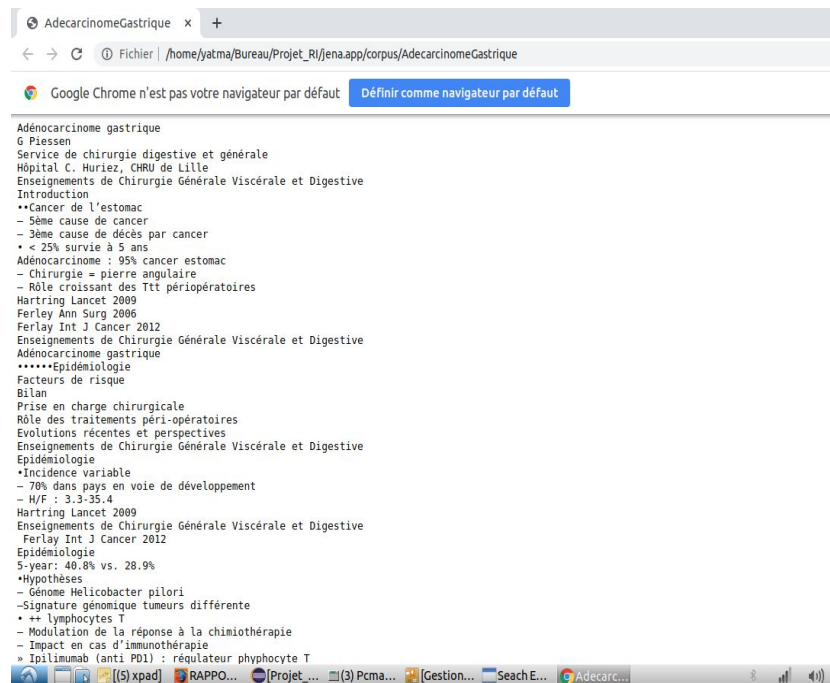 AdecarcinomeGastrique × +
Fichier | /home/yatma/Bureau/Projet_RI/jena.app/corpus/AdecarcinomeGastrique
Google Chrome n'est pas votre navigateur par défaut Définir comme navigateur par défaut
Adénocarcinome gastrique
G Piessen
Service de chirurgie digestive et générale
Hôpital C. Huriez, CHRU de Lille
Enseignements de Chirurgie Générale Viscérale et Digestive
Introduction
••Cancer de l'estomac
– 5ème cause de cancer
– 3ème cause de décès par cancer
• < 25% survie à 5 ans
Adénocarcinome : 95% cancer estomac
– Chirurgie = pierre angulaire
– Rôle croissant des Ttt périopératoires
Hartring Lancet 2009
Ferley Ann Surg 2006
Ferlay Int J Cancer 2012
Enseignements de Chirurgie Générale Viscérale et Digestive
Adénocarcinome gastrique
••••••Epidémiologie
Facteurs de risque
Bilan
Prise en charge chirurgicale
Rôle des traitements péri-opératoires
Evolutions récentes et perspectives
Enseignements de Chirurgie Générale Viscérale et Digestive
Epidémiologie
•Incidence variable
– 70% dans pays en voie de développement
– H/F : 3.3-35.4
Hartring Lancet 2009
Enseignements de Chirurgie Générale Viscérale et Digestive
Ferlay Int J Cancer 2012
Epidémiologie
5-year: 40.8% vs. 28.9%
•Hypothèses
– Génome Helicobacter pilori
–Signature génomique tumeurs différente
• ++ lymphocytes T
– Modulation de la réponse à la chimiothérapie
– Impact en cas d'immunothérapie
» Ipilimumab (anti PD1) : régulateur phyphocyte T
[(5) xpad] RAPPO... [Projet_... (3) Pcma... [Gestion... Seach E... Adecarc...